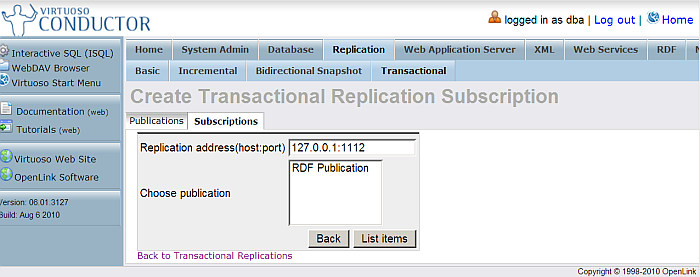 VIRTUOSO
CONDUCTOR
logged in as dba | Log out | Home
Interactive SQL (ISQL)
WebDAV Browser
Virtuoso Start Menu
Documentation (web)
Tutorials (web)
Virtuoso Web Site
OpenLink Software
Version: 06.01.3127
Build: Aug 6 2010
Home System Admin Database Replication Web Application Server XML Web Services RDF
Basic Incremental Bidirectional Snapshot Transactional
Create Transactional Replication Subscription
Publications Subscriptions
Replication address(host:port) 127.0.0.1:1112
RDF Publication
Choose publication
Back List items
Back to Transactional Replications
Copyright © 1998-2010 OpenLink